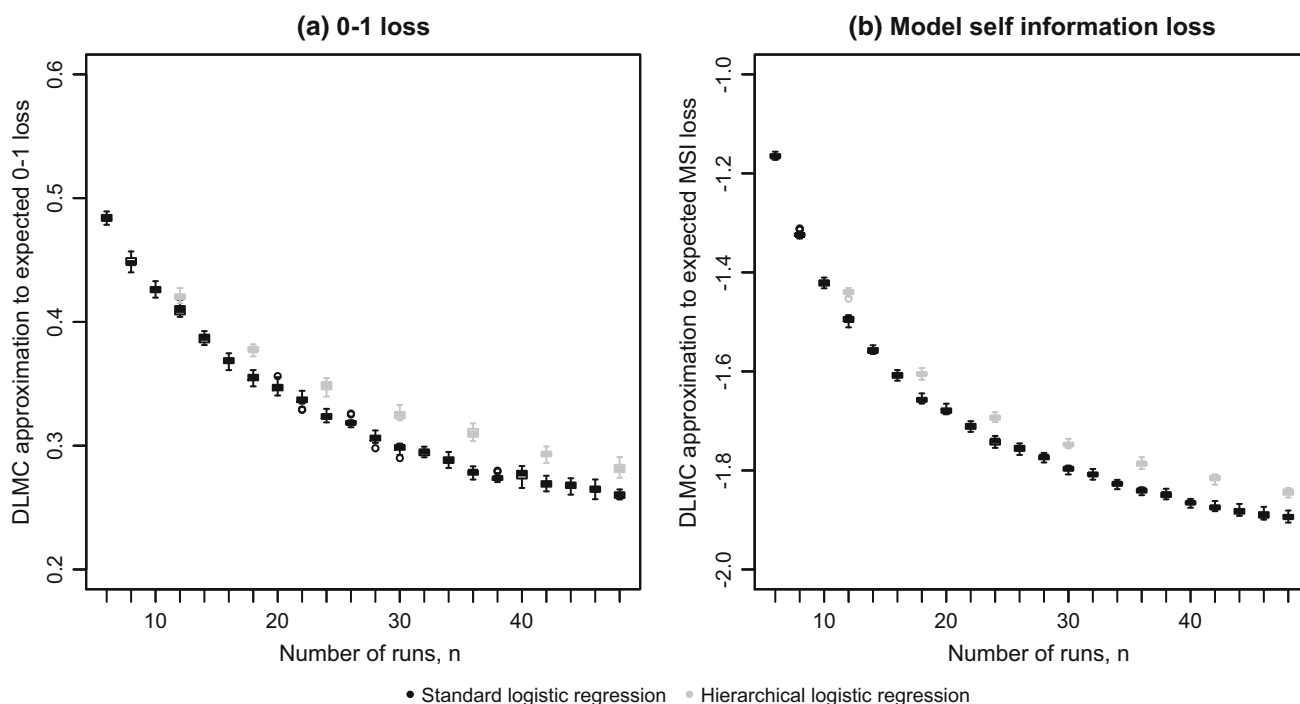 (a) 0-1 loss
DLMC approximation to expected 0-1 loss
0.6
0.5
0.4
0.3
0.2
10
20
30
40
Number of runs, n
(b) Model self information loss
DLMC approximation to expected MSI loss
-1.0
-1.2
-1.4
-1.6
-1.8
-2.0
10
20
30
40
Number of runs, n
Standard logistic regression
Hierarchical logistic regression